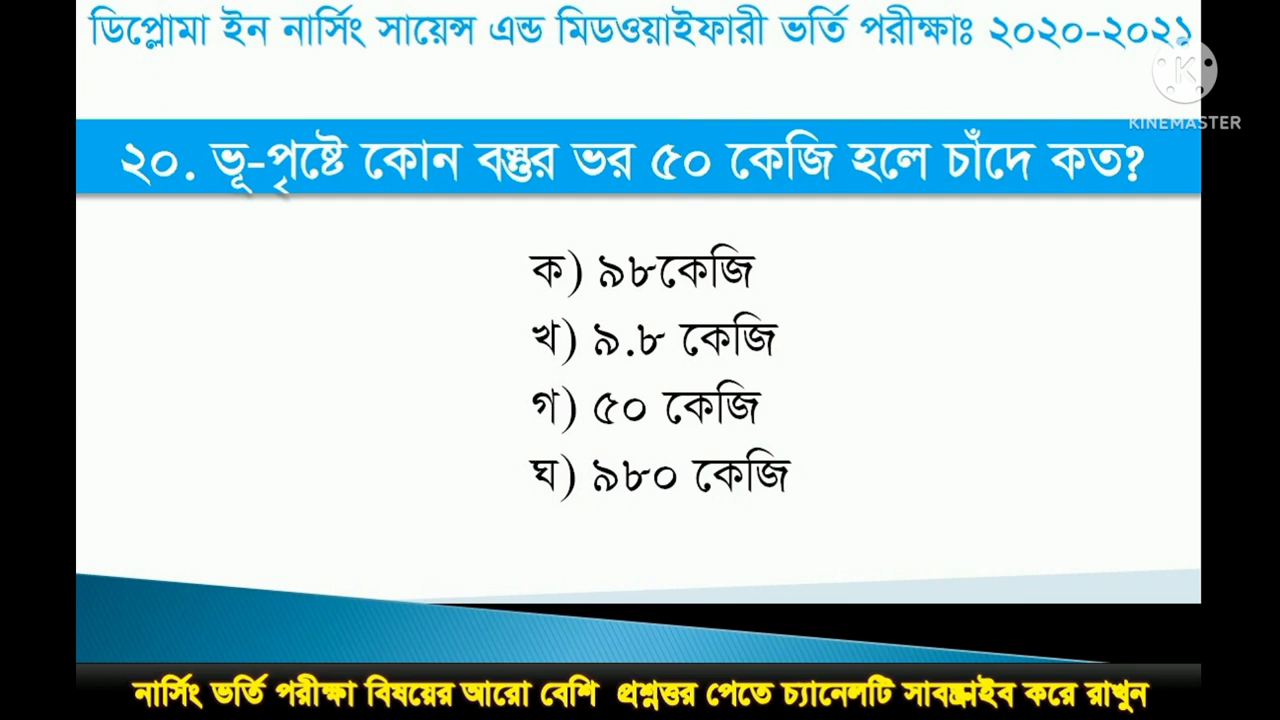 ডিপ্লোমা ইন নার্সিং সায়েন্স এন্ড মিডওয়াইফারী ভর্তি পরীক্ষাঃ ২০২০-২০২১
KINEMASTER
২০. ভূ-পৃষ্টে কোন বস্তুর ভর ৫০ কেজি হলে চাঁদে কত?
ক) ৯৮কেজি
খ) ৯.৮ কেজি
গ) ৫০ কেজি
ঘ) ৯৮০ কেজি
নার্সিং ভর্তি পরীক্ষা বিষয়ের আরো বেশি প্রশ্নত্তর পেতে চ্যানেলটি সাবস্ক্রাইব করে রাখুন